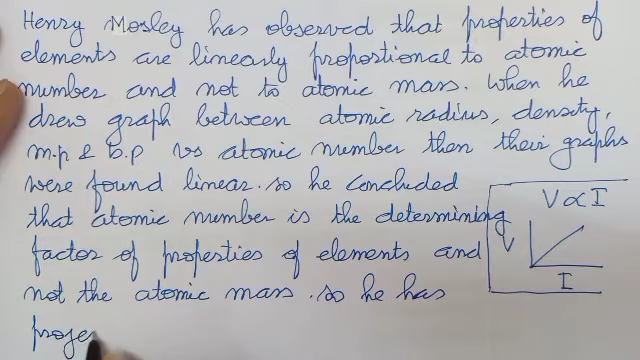 Henry Mosley has observed that properties of
elements are linearly proportional to atomic
number and not to atomic mass. When he
drew graph between atomic radius, density,
m.p & b.p vs atomic number then their graphs
were found linear. so he concluded
that atomic number is the determining
factor of properties of elements and
not the atomic mass. so he has
proje
V ∝ I
V
I